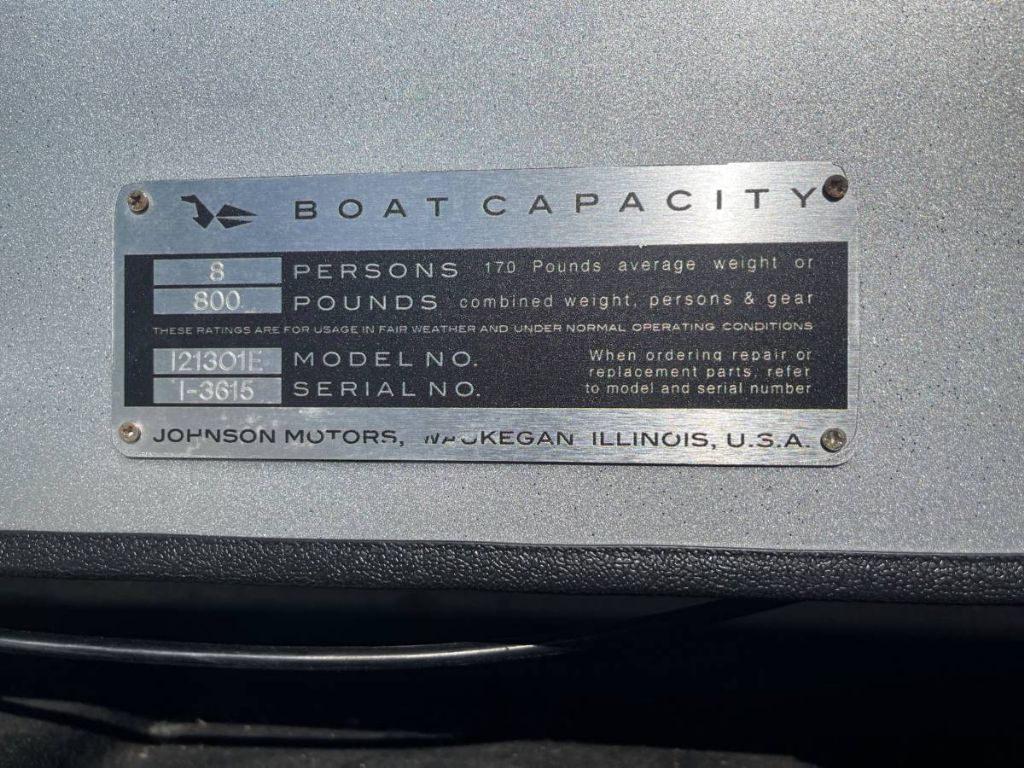 BOAT CAPACITY
8 PERSONS 170 Pounds average weight or
800 POUNDS combined weight, persons & gear
THESE RATINGS ARE FOR USAGE IN FAIR WEATHER AND UNDER NORMAL OPERATING CONDITIONS
121301E MODEL NO. When ordering repair or
replacement parts, refer
1-3615 SERIAL NO. to model and serial number
JOHNSON MOTORS, WAUKEGAN ILLINOIS, U.S.A.